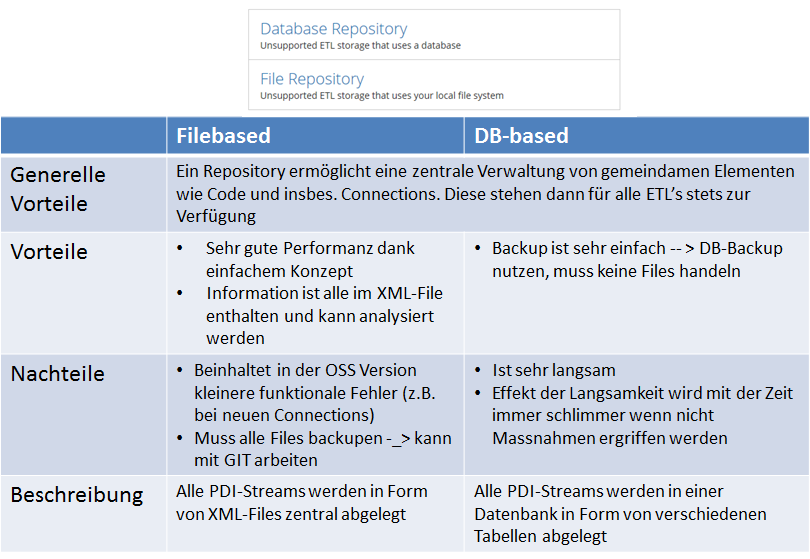 Database Repository
Unsupported ETL storage that uses a database
File Repository
Unsupported ETL storage that uses your local file system
Filebased
DB-based
Generelle
Vorteile
Ein Repository ermöglicht eine zentrale Verwaltung von gemeindamen Elementen
wie Code und insbes. Connections. Diese stehen dann für alle ETL's stets zur
Verfügung
Vorteile
• Sehr gute Performanz dank
einfachem Konzept
• Information ist alle im XML-File
enthalten und kann analysiert
werden
• Backup ist sehr einfach -- > DB-Backup
nutzen, muss keine Files handeln
Nachteile
• Beinhaltet in der OSS Version
kleinere funktionale Fehler (z.B.
bei neuen Connections)
• Muss alle Files backupen -_> kann
mit GIT arbeiten
• Ist sehr langsam
• Effekt der Langsamkeit wird mit der Zeit
immer schlimmer wenn nicht
Massnahmen ergriffen werden
Beschreibung
Alle PDI-Streams werden in Form
von XML-Files zentral abgelegt
Alle PDI-Streams werden in einer
Datenbank in Form von verschiedenen
Tabellen abgelegt